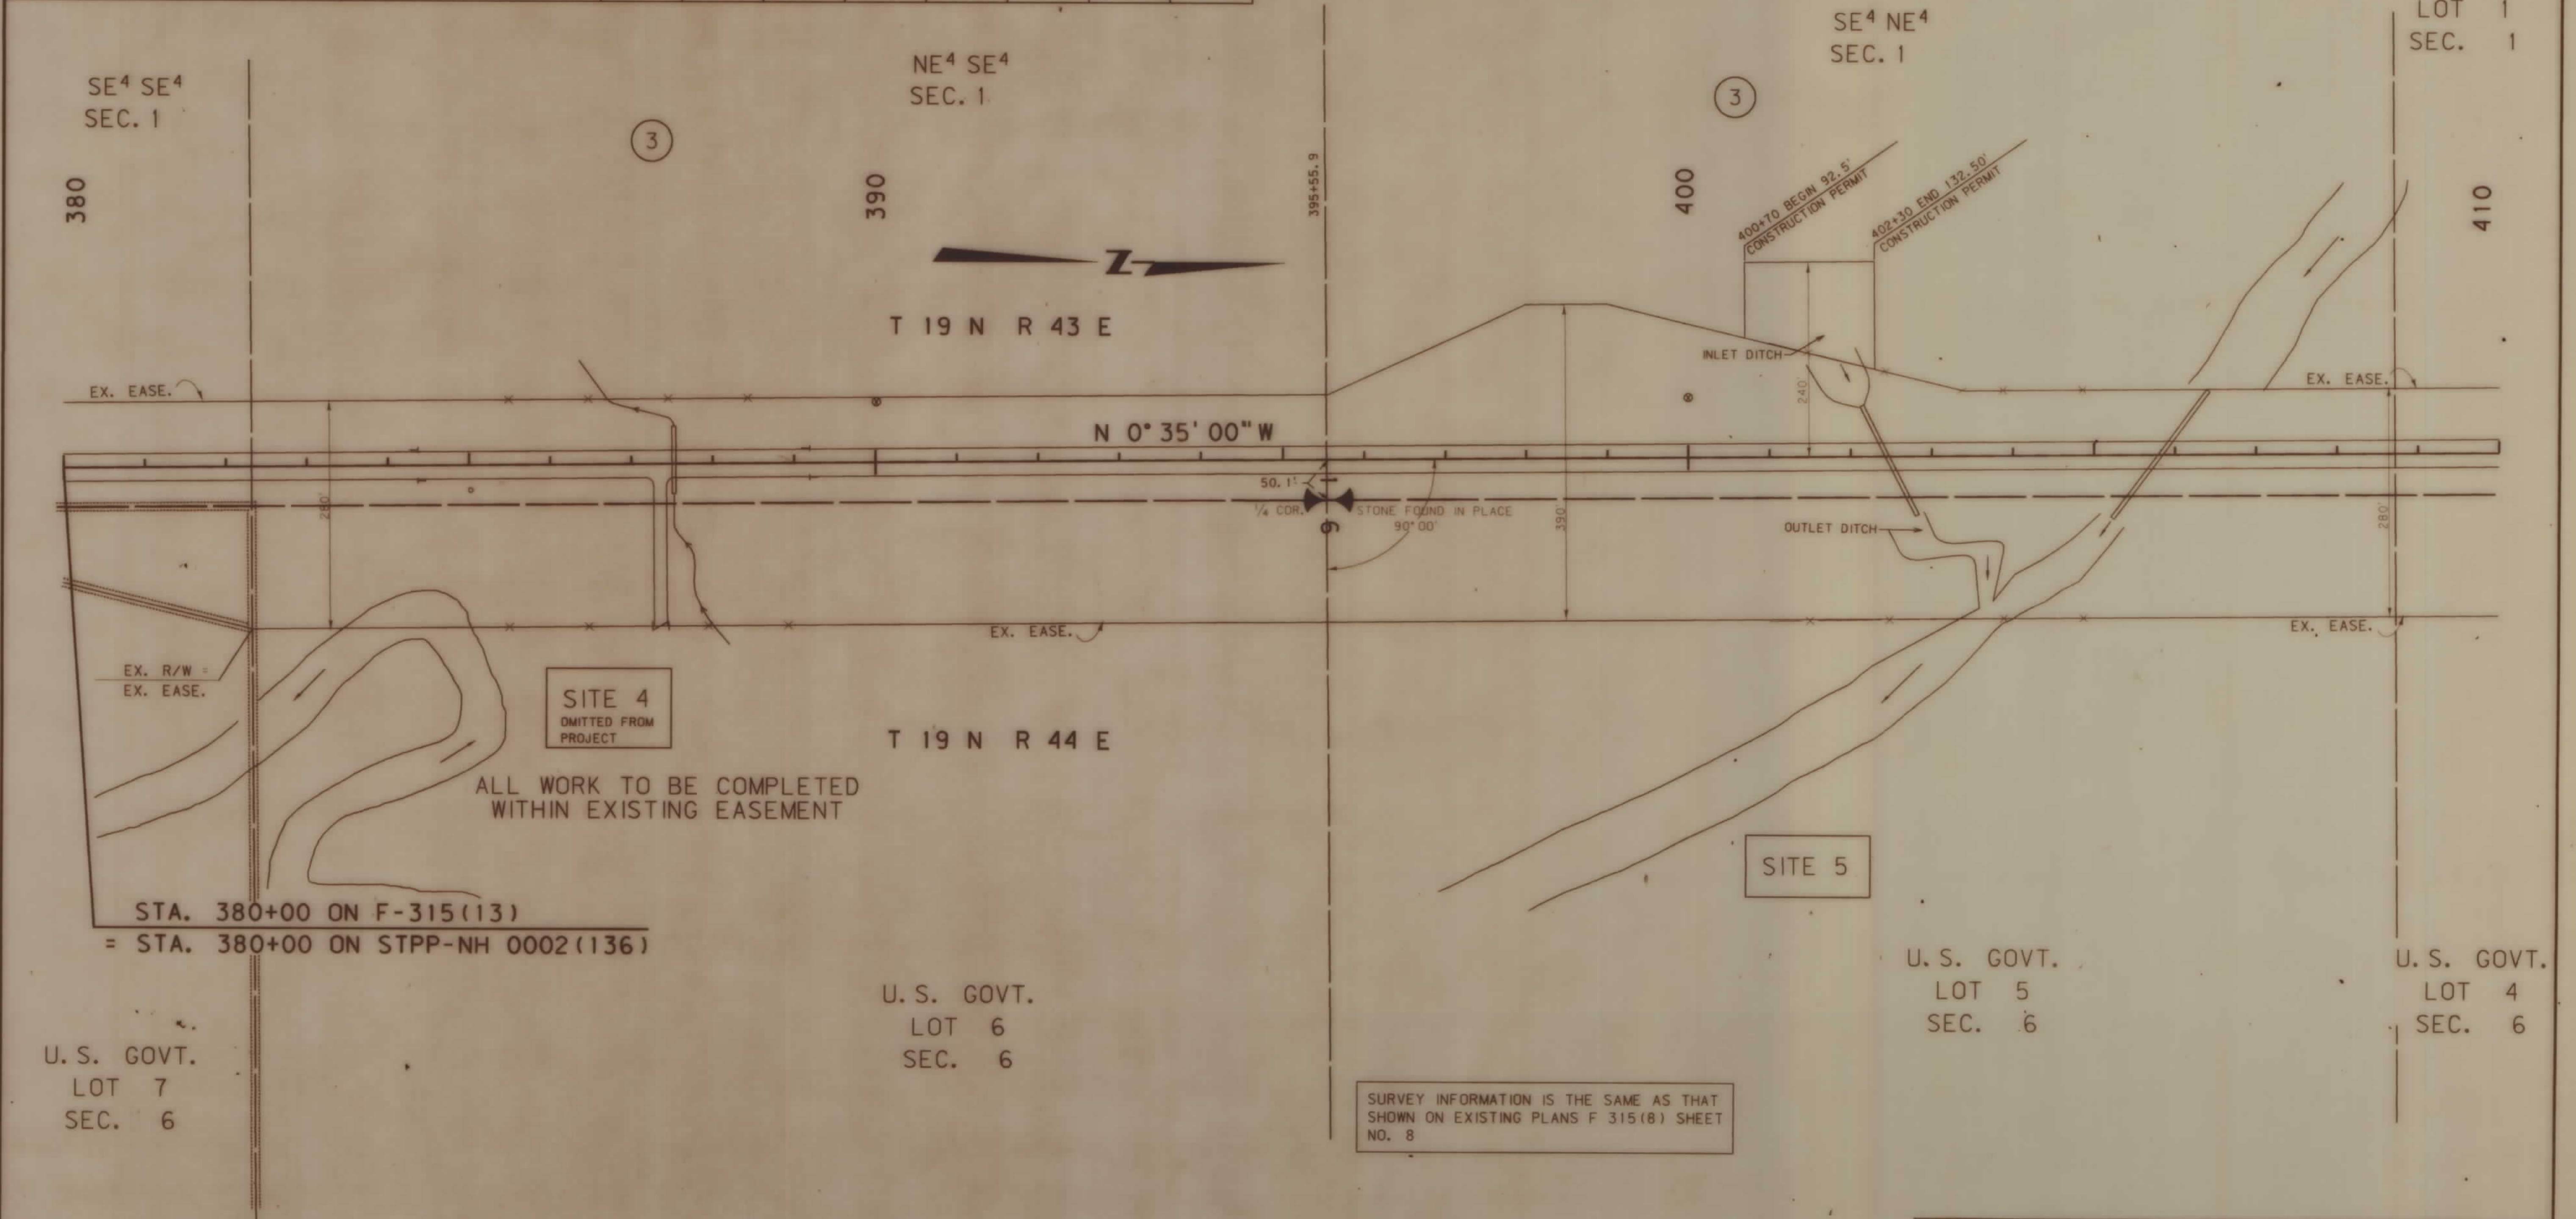 SE⁴ SE⁴
SEC. 1
NE⁴ SE⁴
SEC. 1
SE⁴ NE⁴
SEC. 1
LOT 1
SEC. 1
3
3
380
390
395+55.9
400
410
400+70 BEGIN 92.5'
CONSTRUCTION PERMIT
402+30 END 132.50'
CONSTRUCTION PERMIT
Z
T 19 N R 43 E
INLET DITCH
EX. EASE.
EX. EASE.
240'
N 0° 35' 00" W
50.1'
1/4 COR.
STONE FOUND IN PLACE
90° 00'
6
390'
280'
280'
OUTLET DITCH
EX. EASE.
EX. EASE.
EX. R/W =
EX. EASE.
SITE 4
OMITTED FROM
PROJECT
T 19 N R 44 E
ALL WORK TO BE COMPLETED
WITHIN EXISTING EASEMENT
SITE 5
STA. 380+00 ON F-315(13)
= STA. 380+00 ON STPP-NH 0002(136)
U.S. GOVT.
LOT 7
SEC. 6
U.S. GOVT.
LOT 6
SEC. 6
U.S. GOVT.
LOT 5
SEC. 6
U.S. GOVT.
LOT 4
SEC. 6
SURVEY INFORMATION IS THE SAME AS THAT
SHOWN ON EXISTING PLANS F 315(8) SHEET
NO. 8